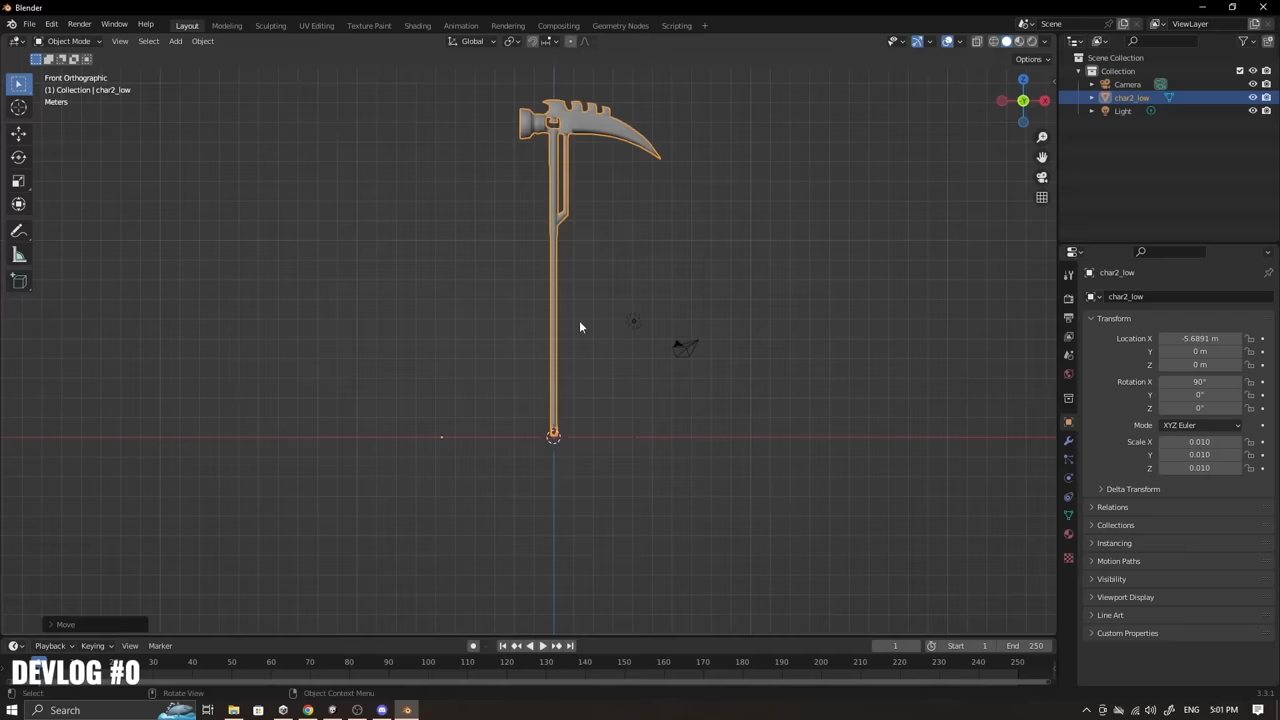 Blender
File Edit Render Window Help
Layout Modeling Sculpting UV Editing Texture Paint Shading Animation Rendering Compositing Geometry Nodes Scripting +
Scene
ViewLayer
Object Mode View Select Add Object
Global
Options
Front Orthographic
(1) Collection | char2_low
Meters
Z
Y
X
Scene Collection
Collection
Camera
char2_low
Light
char2_low
char2_low
Transform
Location X -5.6891 m
Y 0 m
Z 0 m
Rotation X 90°
Y 0°
Z 0°
Mode XYZ Euler
Scale X 0.010
Y 0.010
Z 0.010
Delta Transform
Relations
Collections
Instancing
Motion Paths
Visibility
Viewport Display
Line Art
Custom Properties
Move
Playback Keying View Marker
1
Start 1
End 250
30 40 50 60 70 80 90 100 110 120 130 140 150 160 170 180 190 200 210 220 230 240 250
DEVLOG #0
Select
Rotate View
Object Context Menu
3.3.1
Search
ENG
5:01 PM